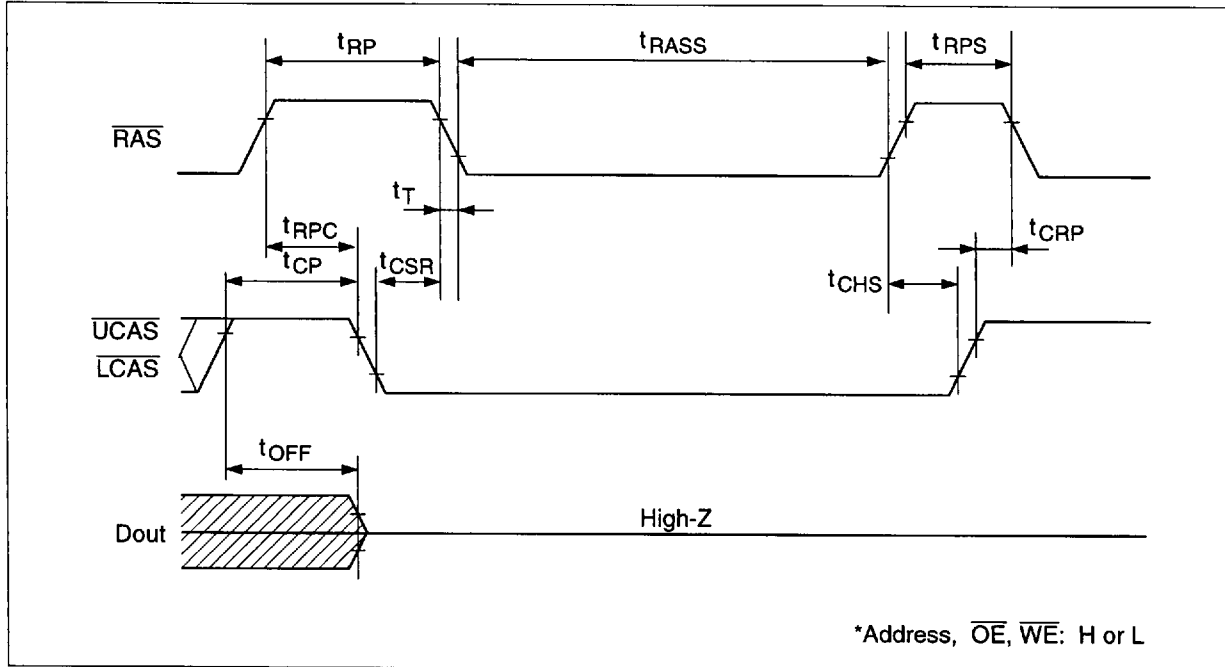 tRP
tRASS
tRPS
RAS
tT
tRPC
tCRP
tCP
tCSR
tCHS
UCAS
LCAS
tOFF
Dout
High-Z
*Address, OE, WE: H or L